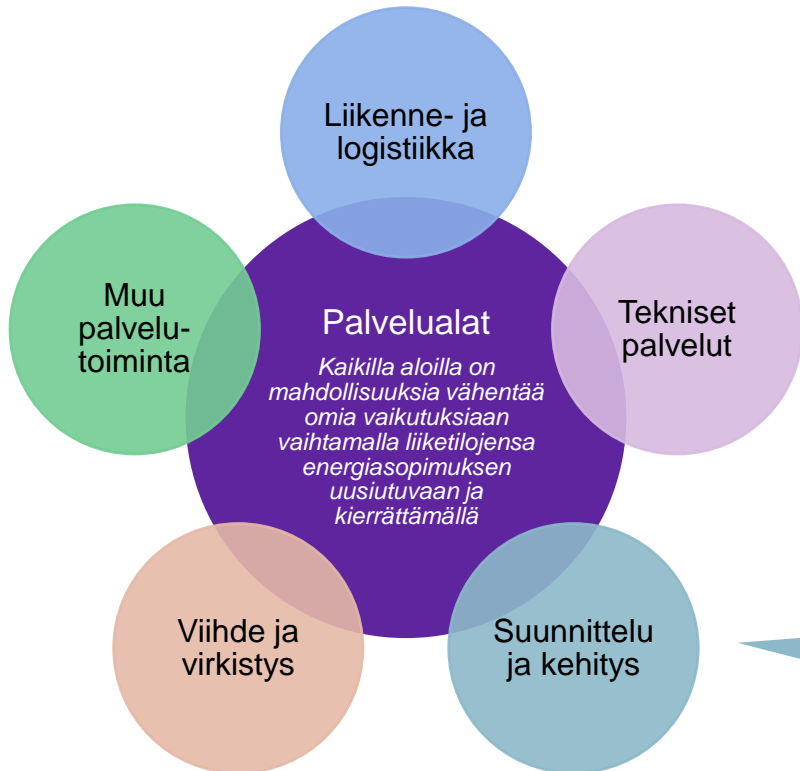 Liikenne- ja
logistiikka
Muu
palvelu-
toiminta
Palvelualat
Kaikilla aloilla on
mahdollisuuksia vähentää
omia vaikutuksiaan
vaihtamalla liiketilojensa
energiasopimuksen
uusiutuvaan ja
kierrättämällä
Tekniset
palvelut
Viihde ja
virkistys
Suunnittelu
ja kehitys